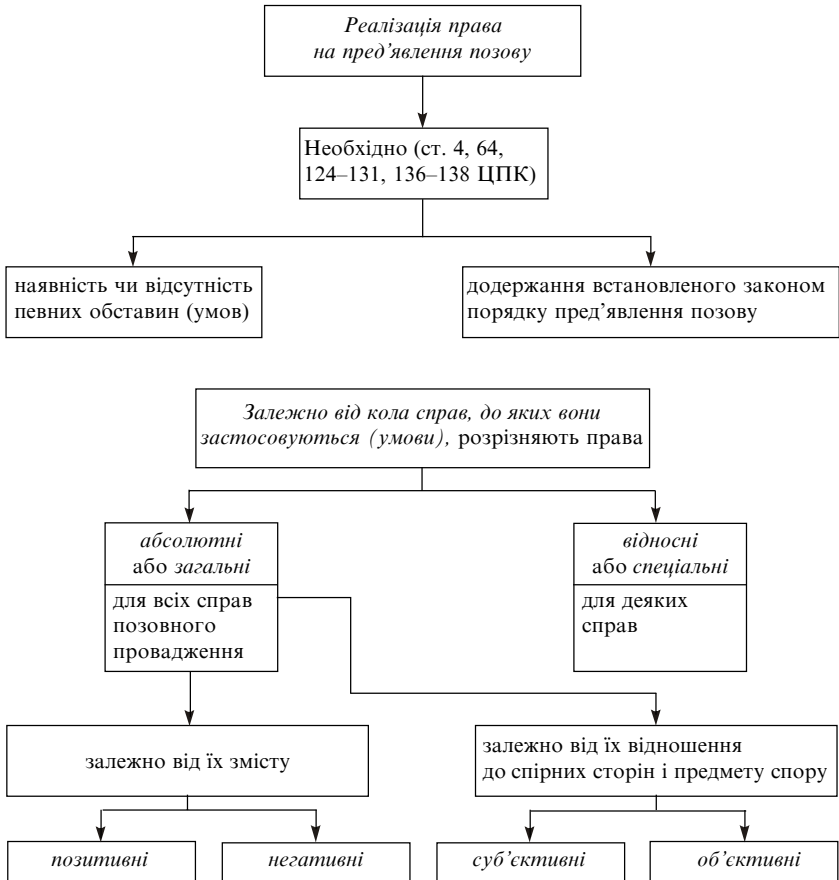 Реалізація права
на пред’явлення позову
Необхідно (ст. 4, 64,
124–131, 136–138 ЦПК)
наявність чи відсутність
певних обставин (умов)
додержання встановленого законом
порядку пред’явлення позову
Залежно від кола справ, до яких вони
застосовуються (умови), розрізняють права
абсолютні
або загальні
для всіх справ
позовного
провадження
відносні
або спеціальні
для деяких
справ
залежно від їх змісту
залежно від їх відношення
до спірних сторін і предмету спору
позитивні
негативні
суб’єктивні
об’єктивні